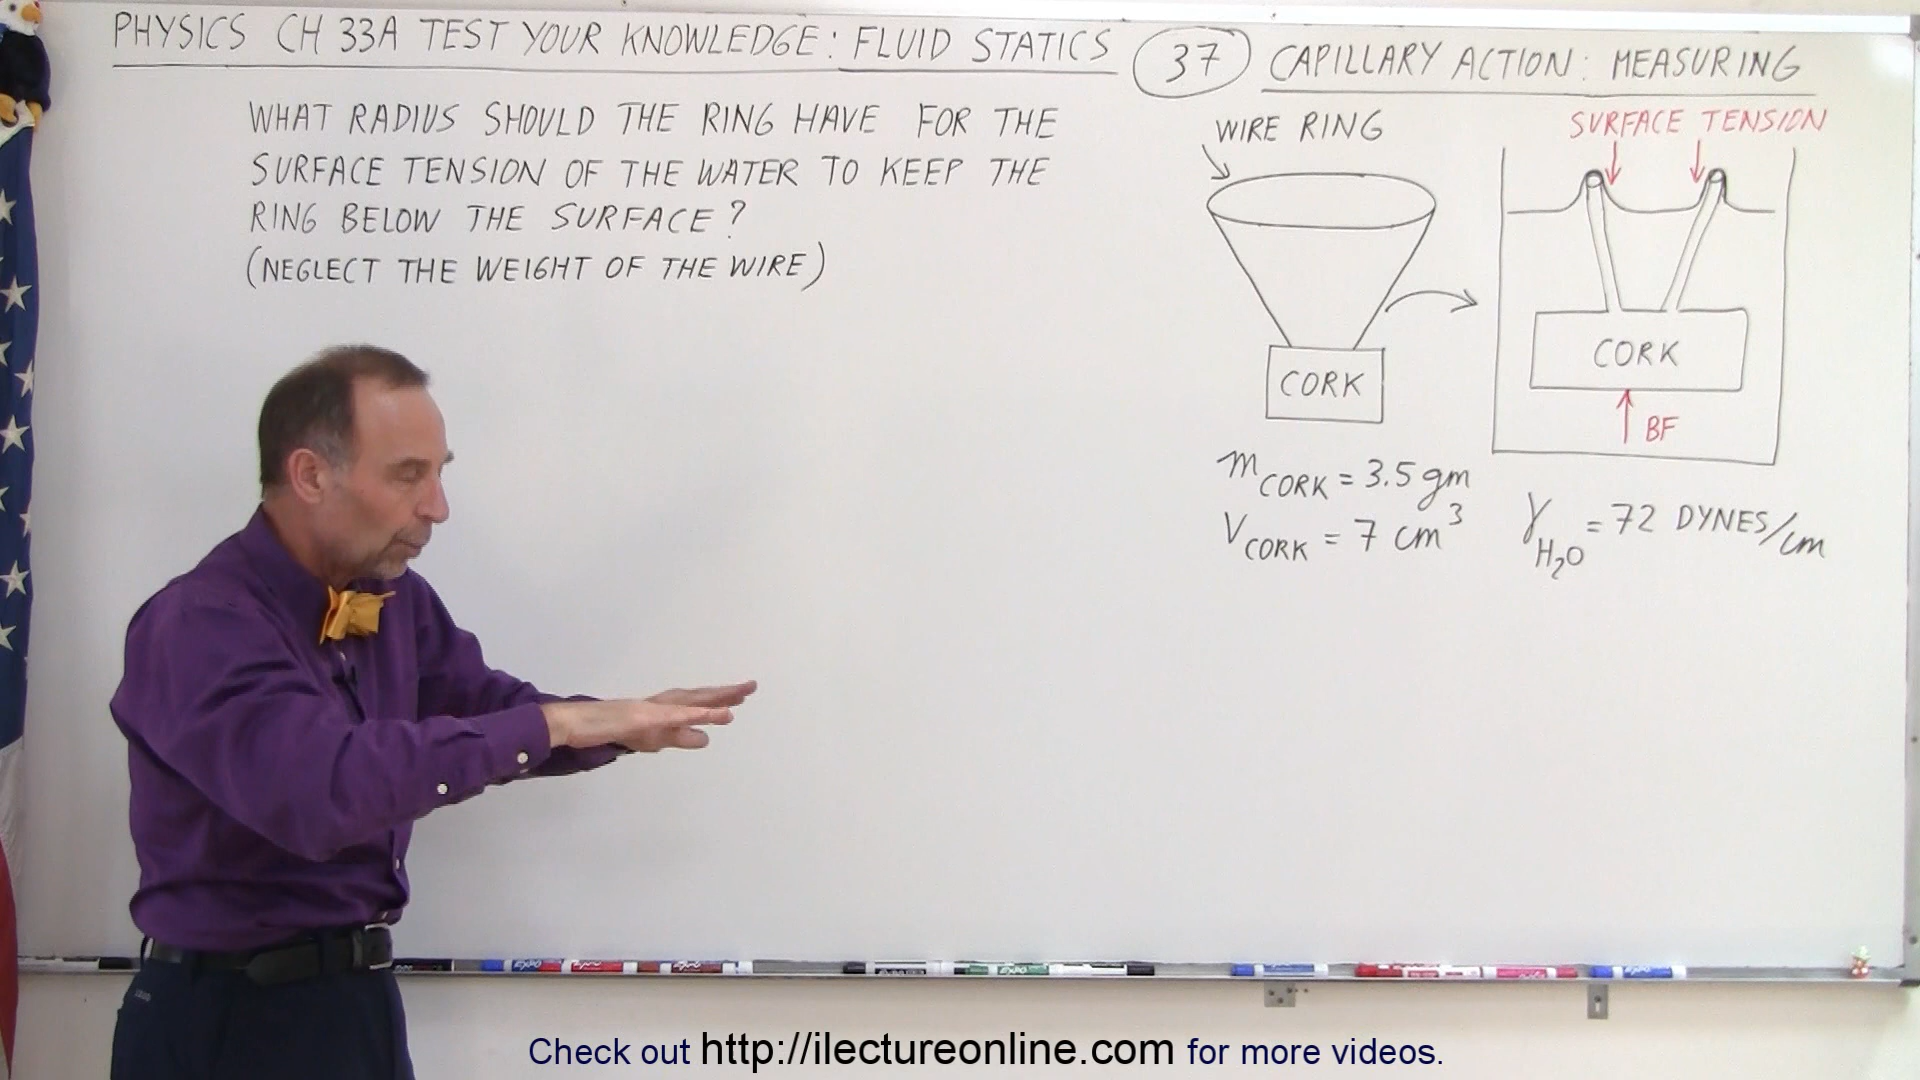 PHYSICS CH 33A TEST YOUR KNOWLEDGE: FLUID STATICS 37 CAPILLARY ACTION: MEASURING
WHAT RADIUS SHOULD THE RING HAVE FOR THE
SURFACE TENSION OF THE WATER TO KEEP THE
RING BELOW THE SURFACE?
(NEGLECT THE WEIGHT OF THE WIRE)
WIRE RING
CORK
SURFACE TENSION
CORK
BF
m CORK = 3.5 gm
V CORK = 7 cm³
γ H₂O = 72 DYNES/cm
Check out http://ilectureonline.com for more videos.